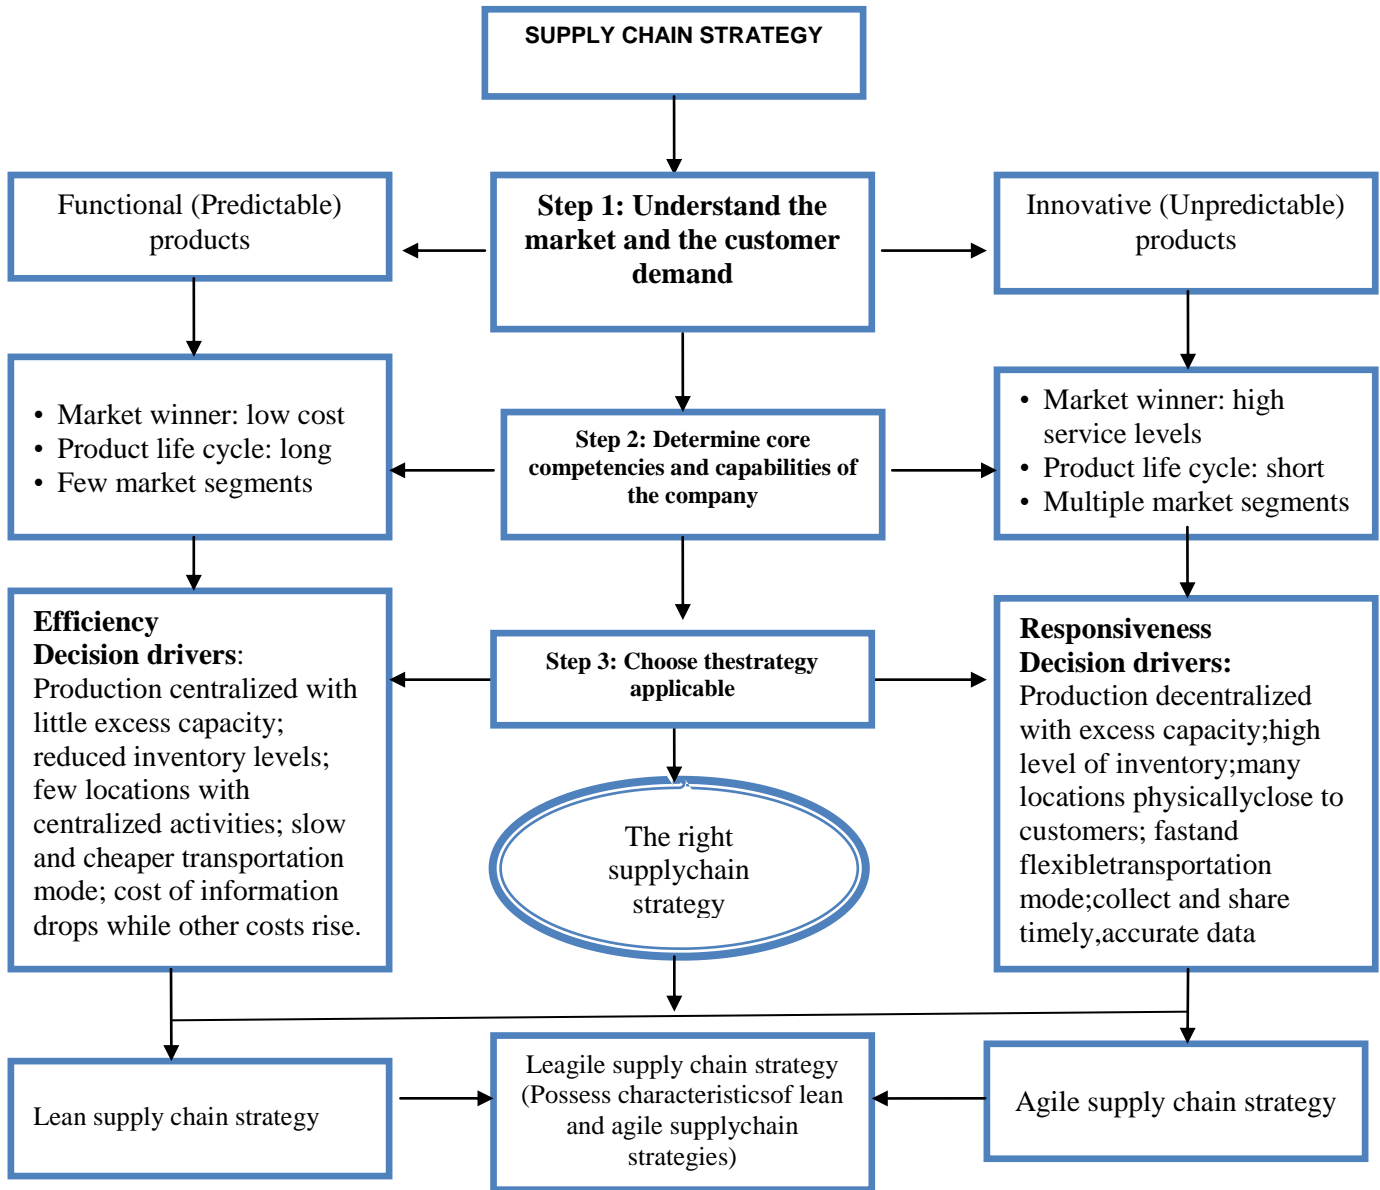 SUPPLY CHAIN STRATEGY
Functional (Predictable)
products
Step 1: Understand the
market and the customer
demand
Innovative (Unpredictable)
products
• Market winner: low cost
• Product life cycle: long
• Few market segments
Step 2: Determine core
competencies and capabilities of
the company
• Market winner: high
service levels
• Product life cycle: short
• Multiple market segments
Efficiency
Decision drivers:
Production centralized with
little excess capacity;
reduced inventory levels;
few locations with
centralized activities; slow
and cheaper transportation
mode; cost of information
drops while other costs rise.
Step 3: Choose thestrategy
applicable
Responsiveness
Decision drivers:
Production decentralized
with excess capacity;high
level of inventory;many
locations physicallyclose to
customers; fastand
flexibletransportation
mode;collect and share
timely,accurate data
The right
supplychain
strategy
Lean supply chain strategy
Leagile supply chain strategy
(Possess characteristicsof lean
and agile supplychain
strategies)
Agile supply chain strategy